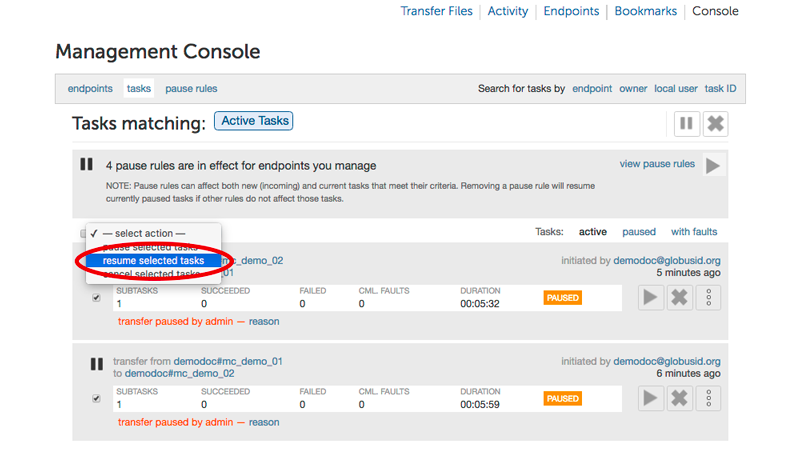 Transfer Files Activity Endpoints Bookmarks Console
Management Console
endpoints tasks pause rules Search for tasks by endpoint owner local user task ID
Tasks matching: Active Tasks
4 pause rules are in effect for endpoints you manage view pause rules
NOTE: Pause rules can affect both new (incoming) and current tasks that meet their criteria. Removing a pause rule will resume
currently paused tasks if other rules do not affect those tasks.
✓ — select action — Tasks: active paused with faults
pause selected tasks
resume selected tasks mc_demo_02 initiated by demodoc@globusid.org
cancel selected tasks _01 5 minutes ago
SUBTASKS SUCCEEDED FAILED CML. FAULTS DURATION
1 0 0 0 00:05:32 PAUSED
transfer paused by admin — reason
transfer from demodoc#mc_demo_01 initiated by demodoc@globusid.org
to demodoc#mc_demo_02 6 minutes ago
SUBTASKS SUCCEEDED FAILED CML. FAULTS DURATION
1 0 0 0 00:05:59 PAUSED
transfer paused by admin — reason